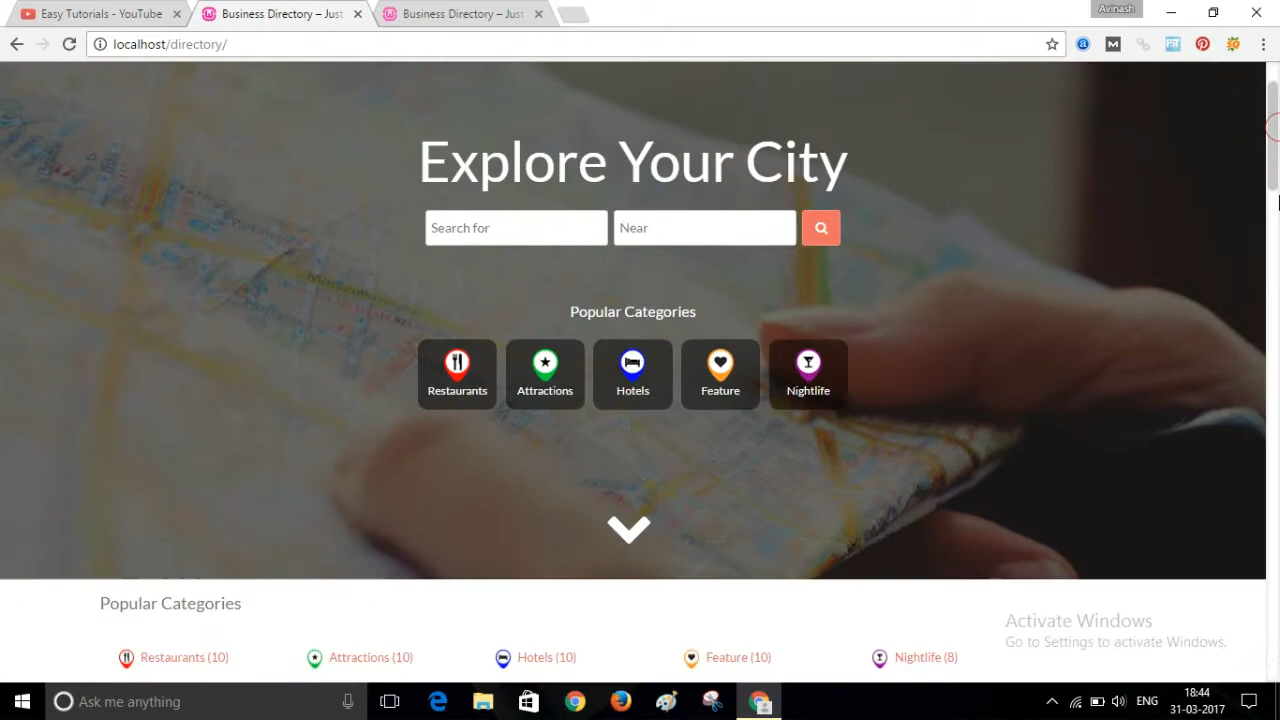 Easy Tutorials - YouTube
Business Directory – Just
Business Directory – Just
Avinash
localhost/directory/
Explore Your City
Search for
Near
Popular Categories
Restaurants
Attractions
Hotels
Feature
Nightlife
Popular Categories
Restaurants (10)
Attractions (10)
Hotels (10)
Feature (10)
Nightlife (8)
Activate Windows
Go to Settings to activate Windows.
Ask me anything
ENG
18:44
31-03-2017